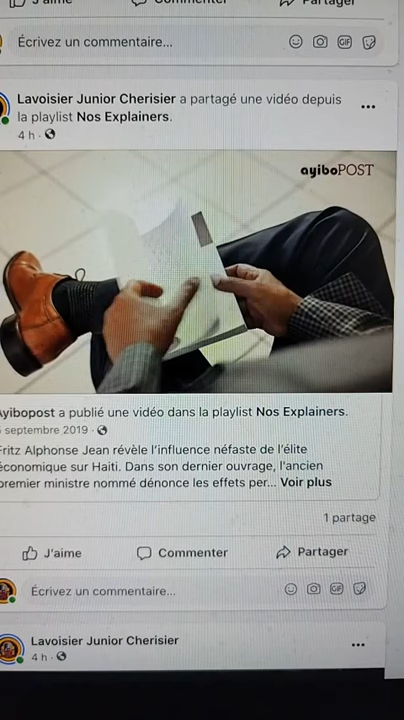 J'aime Commenter Partager
Écrivez un commentaire...
GIF
Lavoisier Junior Cherisier a partagé une vidéo depuis
la playlist Nos Explainers.
4 h ·
ayiboPOST
Ayibopost a publié une vidéo dans la playlist Nos Explainers.
septembre 2019 ·
Fritz Alphonse Jean révèle l'influence néfaste de l'élite
économique sur Haiti. Dans son dernier ouvrage, l'ancien
premier ministre nommé dénonce les effets per... Voir plus
1 partage
J'aime Commenter Partager
Écrivez un commentaire...
GIF
Lavoisier Junior Cherisier
4 h ·